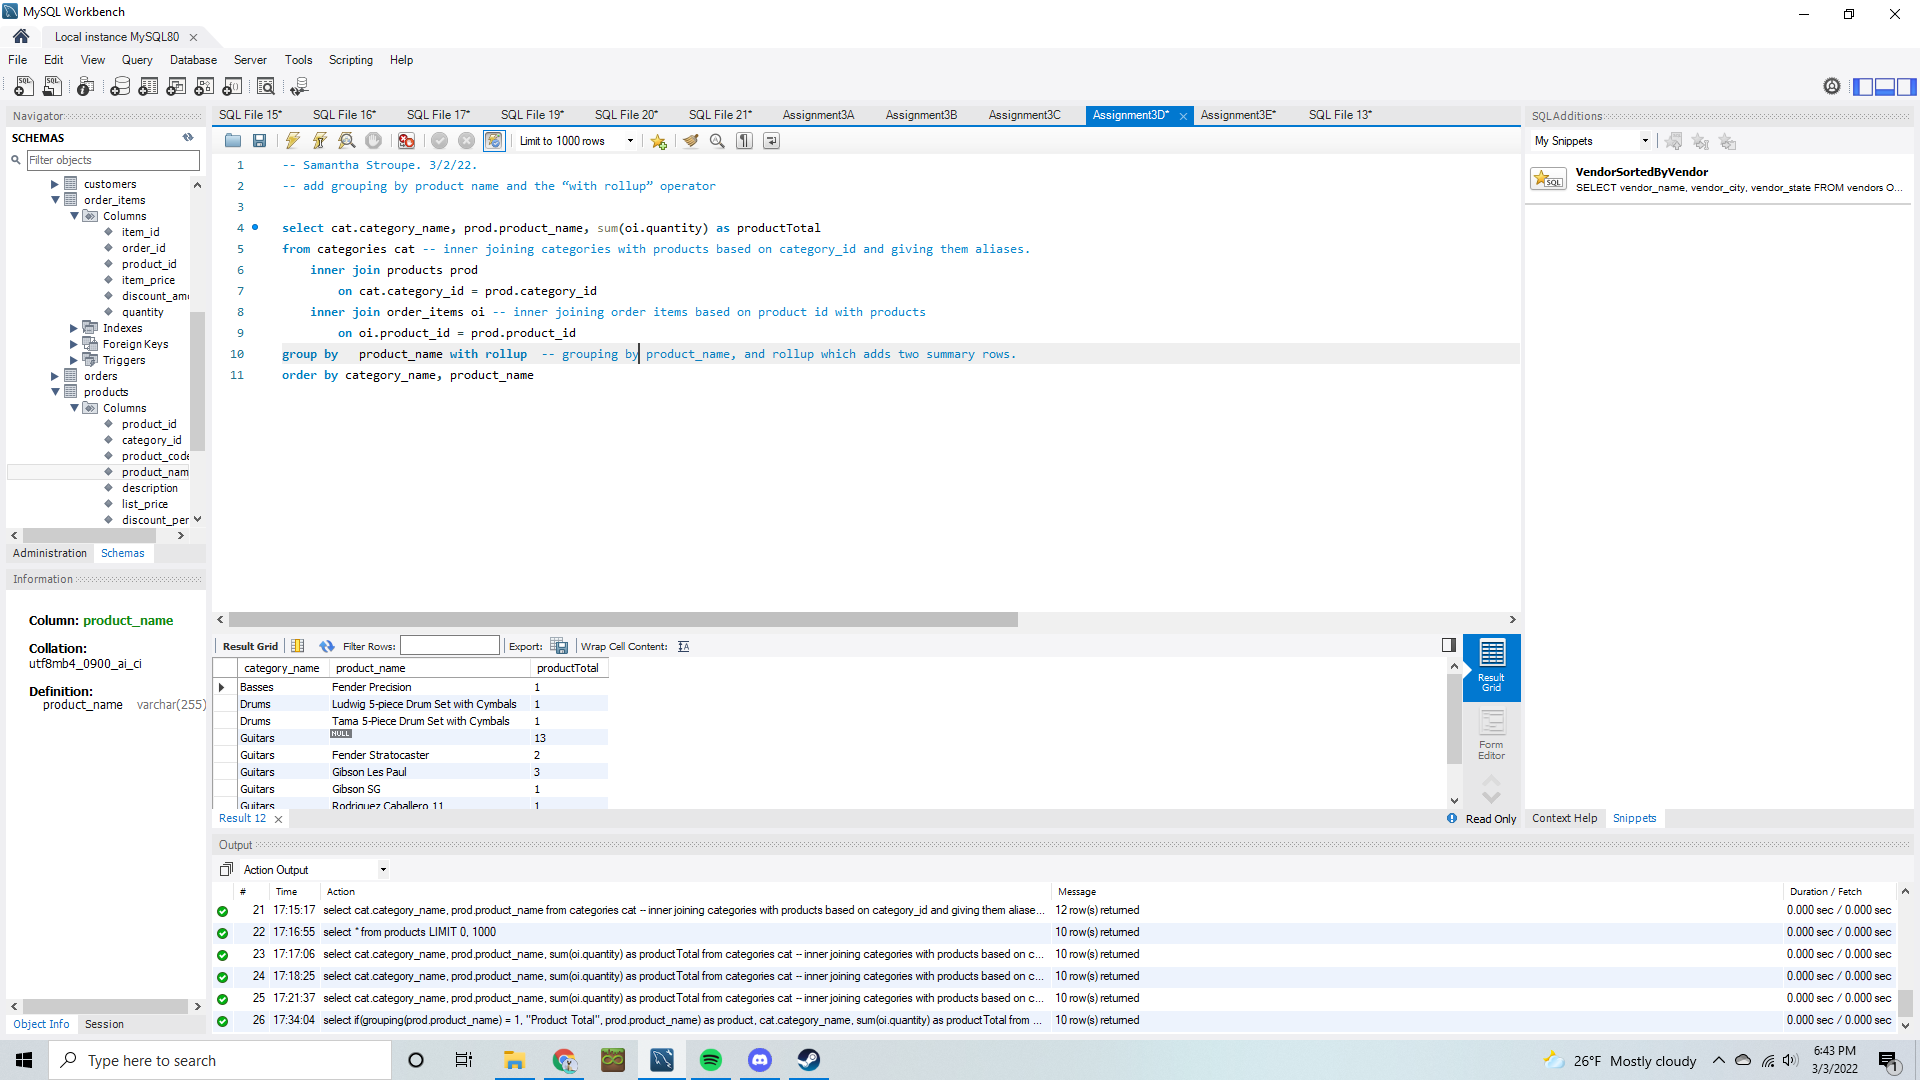 MySQL Workbench
Local instance MySQL80
File Edit View Query Database Server Tools Scripting Help
Navigator
SCHEMAS
Filter objects
customers
order_items
Columns
item_id
order_id
product_id
item_price
discount_amo
quantity
Indexes
Foreign Keys
Triggers
orders
products
Columns
product_id
category_id
product_code
product_nam
description
list_price
discount_per
Administration Schemas
Information
Column: product_name
Collation:
utf8mb4_0900_ai_ci
Definition:
product_name varchar(255)
Object Info Session
SQL File 15* SQL File 16* SQL File 17* SQL File 19* SQL File 20* SQL File 21* Assignment3A Assignment3B Assignment3C Assignment3D* Assignment3E* SQL File 13*
Limit to 1000 rows
1 -- Samantha Stroupe. 3/2/22.
2 -- add grouping by product name and the “with rollup” operator
3
4 select cat.category_name, prod.product_name, sum(oi.quantity) as productTotal
5 from categories cat -- inner joining categories with products based on category_id and giving them aliases.
6 inner join products prod
7 on cat.category_id = prod.category_id
8 inner join order_items oi -- inner joining order items based on product id with products
9 on oi.product_id = prod.product_id
10 group by product_name with rollup -- grouping by product_name, and rollup which adds two summary rows.
11 order by category_name, product_name
Result Grid Filter Rows: Export: Wrap Cell Content:
category_name product_name productTotal
Basses Fender Precision 1
Drums Ludwig 5-piece Drum Set with Cymbals 1
Drums Tama 5-Piece Drum Set with Cymbals 1
Guitars NULL 13
Guitars Fender Stratocaster 2
Guitars Gibson Les Paul 3
Guitars Gibson SG 1
Guitars Rodriguez Caballero 11 1
Result Grid
Form Editor
Result 12
Read Only
SQLAdditions
My Snippets
SQL
VendorSortedByVendor
SELECT vendor_name, vendor_city, vendor_state FROM vendors O...
Context Help Snippets
Output
Action Output
# Time Action Message Duration / Fetch
21 17:15:17 select cat.category_name, prod.product_name from categories cat -- inner joining categories with products based on category_id and giving them aliase... 12 row(s) returned 0.000 sec / 0.000 sec
22 17:16:55 select * from products LIMIT 0, 1000 10 row(s) returned 0.000 sec / 0.000 sec
23 17:17:06 select cat.category_name, prod.product_name, sum(oi.quantity) as productTotal from categories cat -- inner joining categories with products based on c... 10 row(s) returned 0.000 sec / 0.000 sec
24 17:18:25 select cat.category_name, prod.product_name, sum(oi.quantity) as productTotal from categories cat -- inner joining categories with products based on c... 10 row(s) returned 0.000 sec / 0.000 sec
25 17:21:37 select cat.category_name, prod.product_name, sum(oi.quantity) as productTotal from categories cat -- inner joining categories with products based on c... 10 row(s) returned 0.000 sec / 0.000 sec
26 17:34:04 select if(grouping(prod.product_name) = 1, "Product Total", prod.product_name) as product, cat.category_name, sum(oi.quantity) as productTotal from ... 10 row(s) returned 0.000 sec / 0.000 sec
Type here to search
26°F Mostly cloudy
6:43 PM
3/3/2022
1